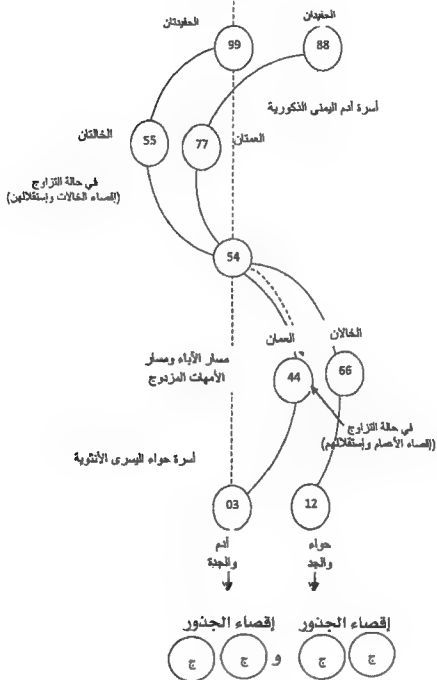 الحفيدان
الحفيدتان
99
88
أسرة آدم اليمنى الذكورية
الخالتان
55
77
العمتان
في حالة التزاوج
(إقصاء الخالات وإستقلالهن)
54
الخالان
العمان
مسار الآباء ومسار
الأمهات المزدوج
44
66
في حالة التزاوج
((إقصاء الأعمام وإستقلالهم)
أسرة حواء اليسرى الأنثوية
03
12
آدم
والجدة
حواء
والجد
إقصاء الجذور
إقصاء الجذور
ج ج و ج ج